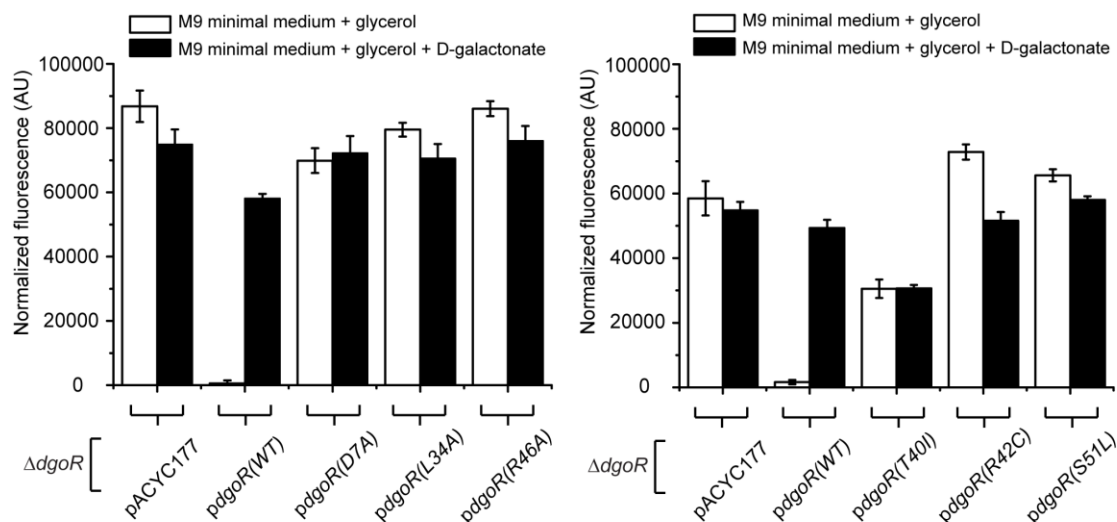 M9 minimal medium + glycerol
M9 minimal medium + glycerol + D-galactonate
Normalized fluorescence (AU)
100000
80000
60000
40000
20000
0
ΔdgoR
pACYC177
pdgoR(WT)
pdgoR(D7A)
pdgoR(L34A)
pdgoR(R46A)
M9 minimal medium + glycerol
M9 minimal medium + glycerol + D-galactonate
Normalized fluorescence (AU)
100000
80000
60000
40000
20000
0
ΔdgoR
pACYC177
pdgoR(WT)
pdgoR(T40I)
pdgoR(R42C)
pdgoR(S51L)